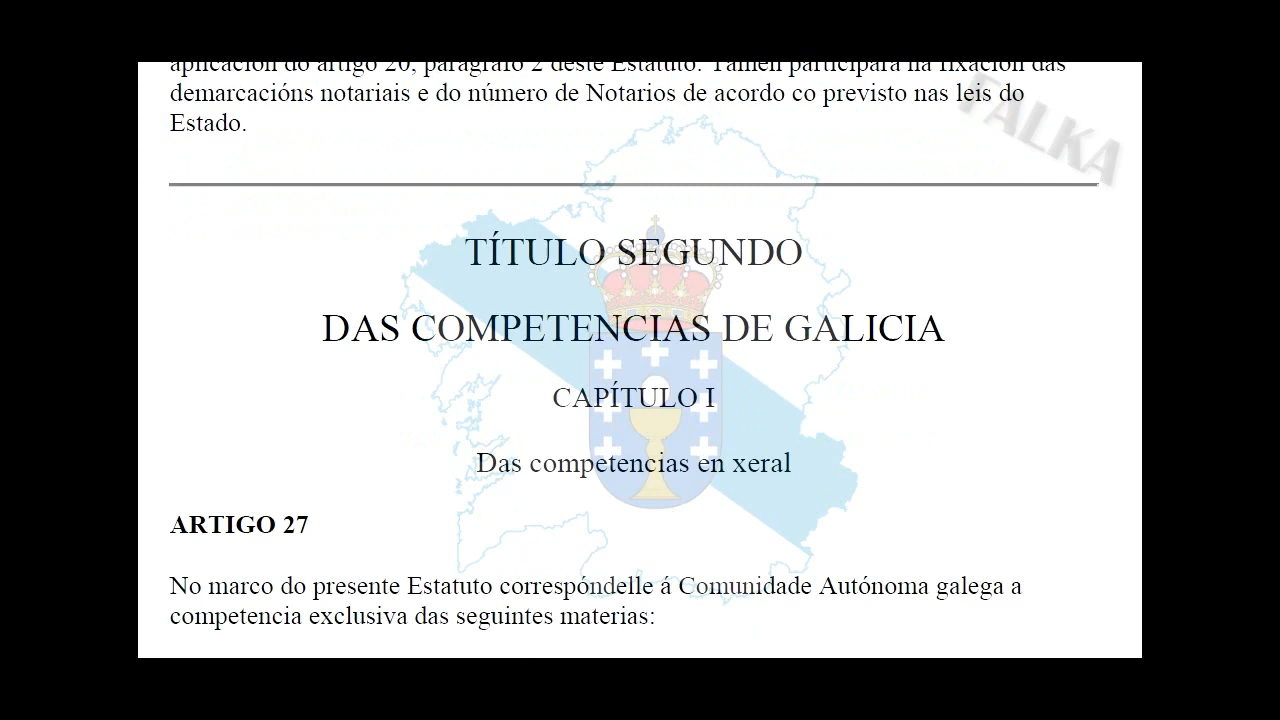 aplicación do artigo 20, parágrafo 2 deste Estatuto. Tamén participará na fixación das
demarcacións notariais e do número de Notarios de acordo co previsto nas leis do
Estado.
FALKA
TÍTULO SEGUNDO
DAS COMPETENCIAS DE GALICIA
CAPÍTULO I
Das competencias en xeral
ARTIGO 27
No marco do presente Estatuto correspóndelle á Comunidade Autónoma galega a
competencia exclusiva das seguintes materias: